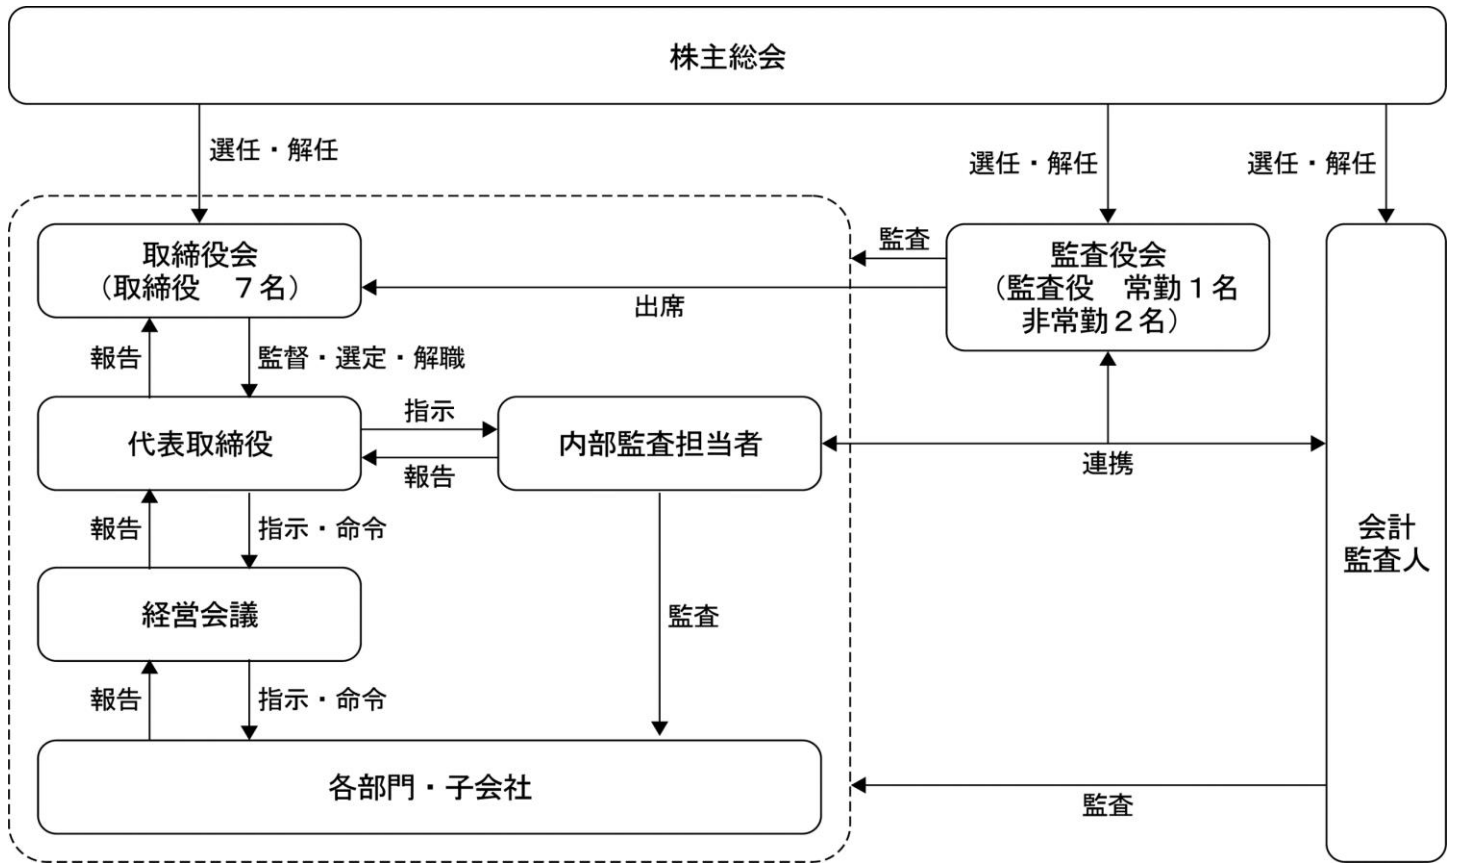 株主総会
選任・解任
選任・解任
選任・解任
取締役会
（取締役　７名）
監査
監査役会
（監査役　常勤１名
非常勤２名）
出席
報告
監督・選定・解職
代表取締役
指示
報告
内部監査担当者
連携
会計
監査人
報告
指示・命令
経営会議
監査
報告
指示・命令
各部門・子会社
監査